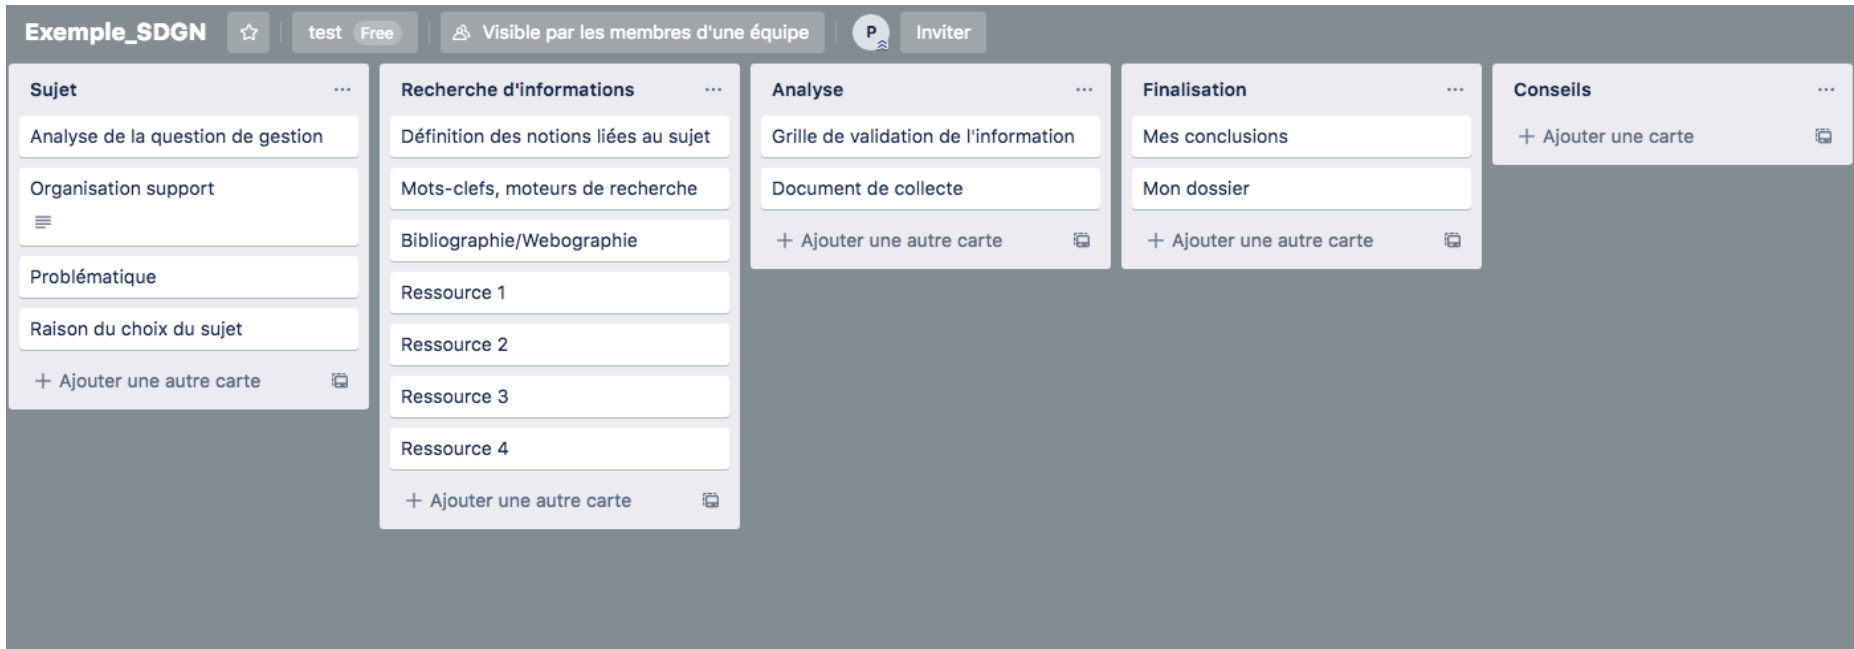 Exemple_SDGN
test Free
Visible par les membres d'une équipe
P
Inviter
Sujet
Analyse de la question de gestion
Organisation support
Problématique
Raison du choix du sujet
+ Ajouter une autre carte
Recherche d'informations
Définition des notions liées au sujet
Mots-clefs, moteurs de recherche
Bibliographie/Webographie
Ressource 1
Ressource 2
Ressource 3
Ressource 4
+ Ajouter une autre carte
Analyse
Grille de validation de l'information
Document de collecte
+ Ajouter une autre carte
Finalisation
Mes conclusions
Mon dossier
+ Ajouter une autre carte
Conseils
+ Ajouter une carte